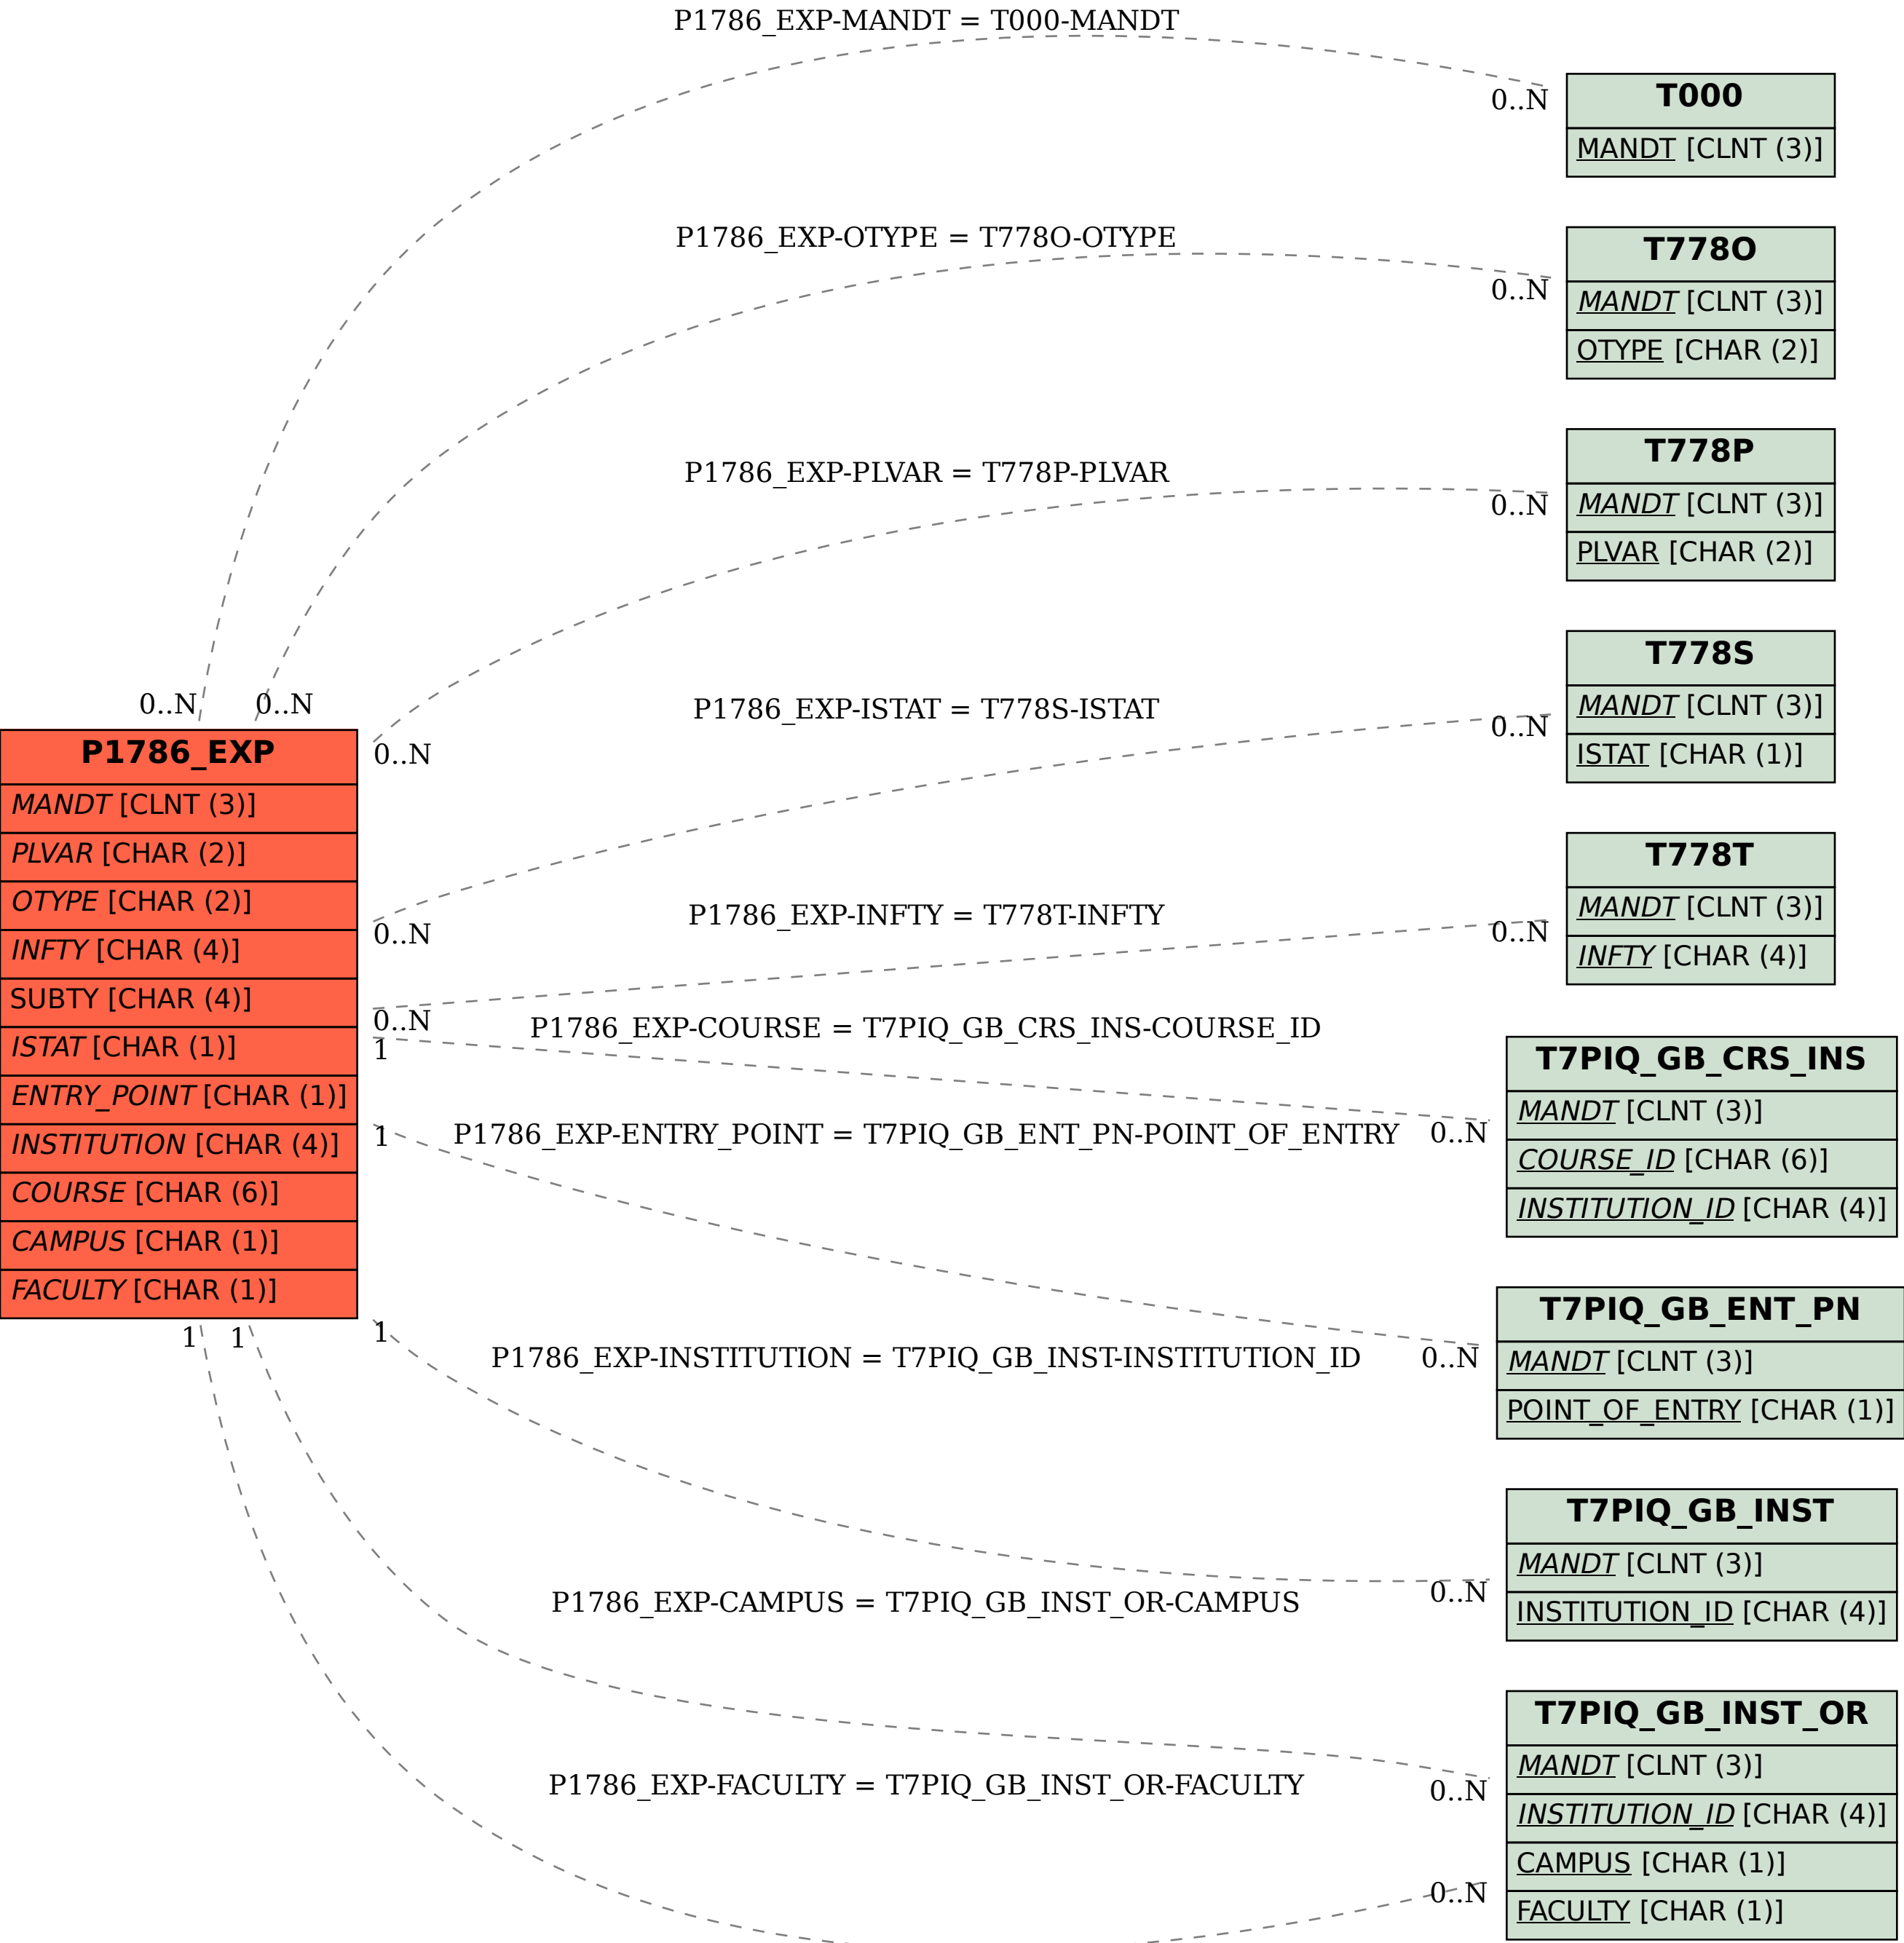 P1786_EXP-MANDT = T000-MANDT
0..N
T000
MANDT [CLNT (3)]
P1786_EXP-OTYPE = T778O-OTYPE
0..N
T778O
MANDT [CLNT (3)]
OTYPE [CHAR (2)]
P1786_EXP-PLVAR = T778P-PLVAR
0..N
T778P
MANDT [CLNT (3)]
PLVAR [CHAR (2)]
P1786_EXP-ISTAT = T778S-ISTAT
0..N
T778S
MANDT [CLNT (3)]
ISTAT [CHAR (1)]
0..N
0..N
0..N
P1786_EXP
MANDT [CLNT (3)]
PLVAR [CHAR (2)]
OTYPE [CHAR (2)]
INFTY [CHAR (4)]
SUBTY [CHAR (4)]
ISTAT [CHAR (1)]
ENTRY_POINT [CHAR (1)]
INSTITUTION [CHAR (4)]
COURSE [CHAR (6)]
CAMPUS [CHAR (1)]
FACULTY [CHAR (1)]
0..N
P1786_EXP-INFTY = T778T-INFTY
0..N
T778T
MANDT [CLNT (3)]
INFTY [CHAR (4)]
0..N
1
P1786_EXP-COURSE = T7PIQ_GB_CRS_INS-COURSE_ID
0..N
T7PIQ_GB_CRS_INS
MANDT [CLNT (3)]
COURSE_ID [CHAR (6)]
INSTITUTION_ID [CHAR (4)]
1
P1786_EXP-ENTRY_POINT = T7PIQ_GB_ENT_PN-POINT_OF_ENTRY
0..N
T7PIQ_GB_ENT_PN
MANDT [CLNT (3)]
POINT_OF_ENTRY [CHAR (1)]
1
1
1
P1786_EXP-INSTITUTION = T7PIQ_GB_INST-INSTITUTION_ID
0..N
T7PIQ_GB_INST
MANDT [CLNT (3)]
INSTITUTION_ID [CHAR (4)]
P1786_EXP-CAMPUS = T7PIQ_GB_INST_OR-CAMPUS
0..N
T7PIQ_GB_INST_OR
MANDT [CLNT (3)]
INSTITUTION_ID [CHAR (4)]
CAMPUS [CHAR (1)]
FACULTY [CHAR (1)]
P1786_EXP-FACULTY = T7PIQ_GB_INST_OR-FACULTY
0..N